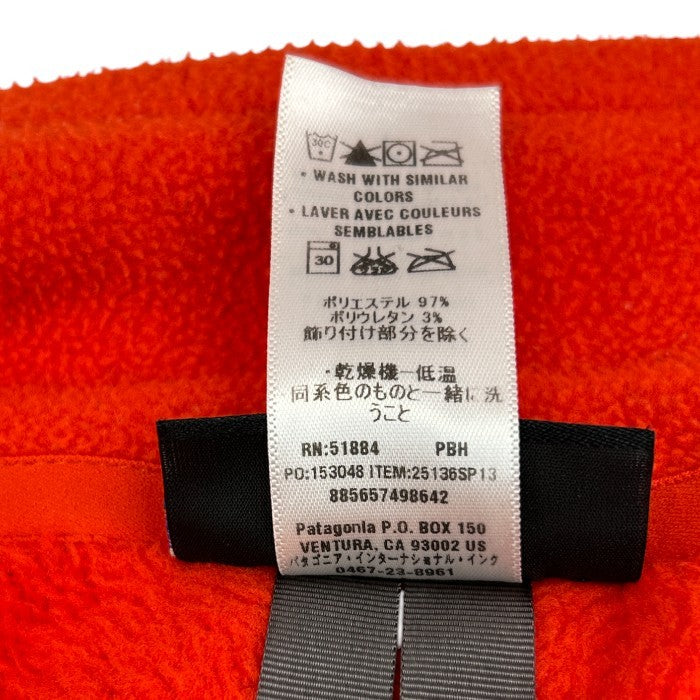 30C
• WASH WITH SIMILAR
COLORS
• LAVER AVEC COULEURS
SEMBLABLES
30
ポリエステル 97%
ポリウレタン 3%
飾り付け部分を除く
・乾燥機一低温
同系色のものと一緒に洗
うこと
RN:51884 PBH
PO:153048 ITEM:25136SP13
885657498642
Patagonia P.O. BOX 150
VENTURA, CA 93002 US
パタゴニア・インターナショナル・インク
0467-23-8961